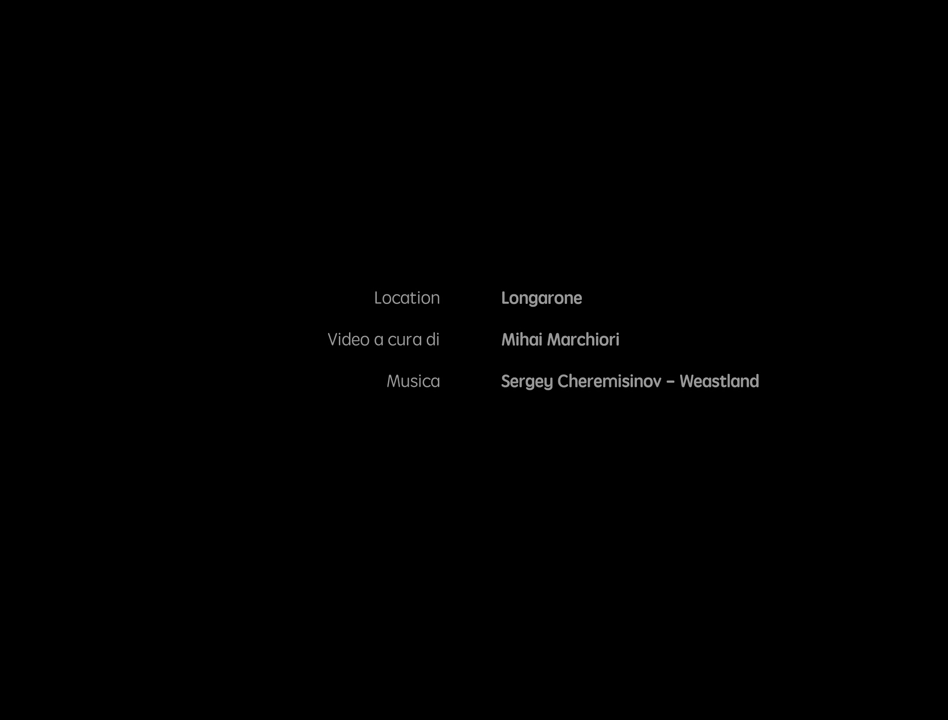 Location Longarone
Video a cura di Mihai Marchiori
Musica Sergey Cheremisinov – Weastland